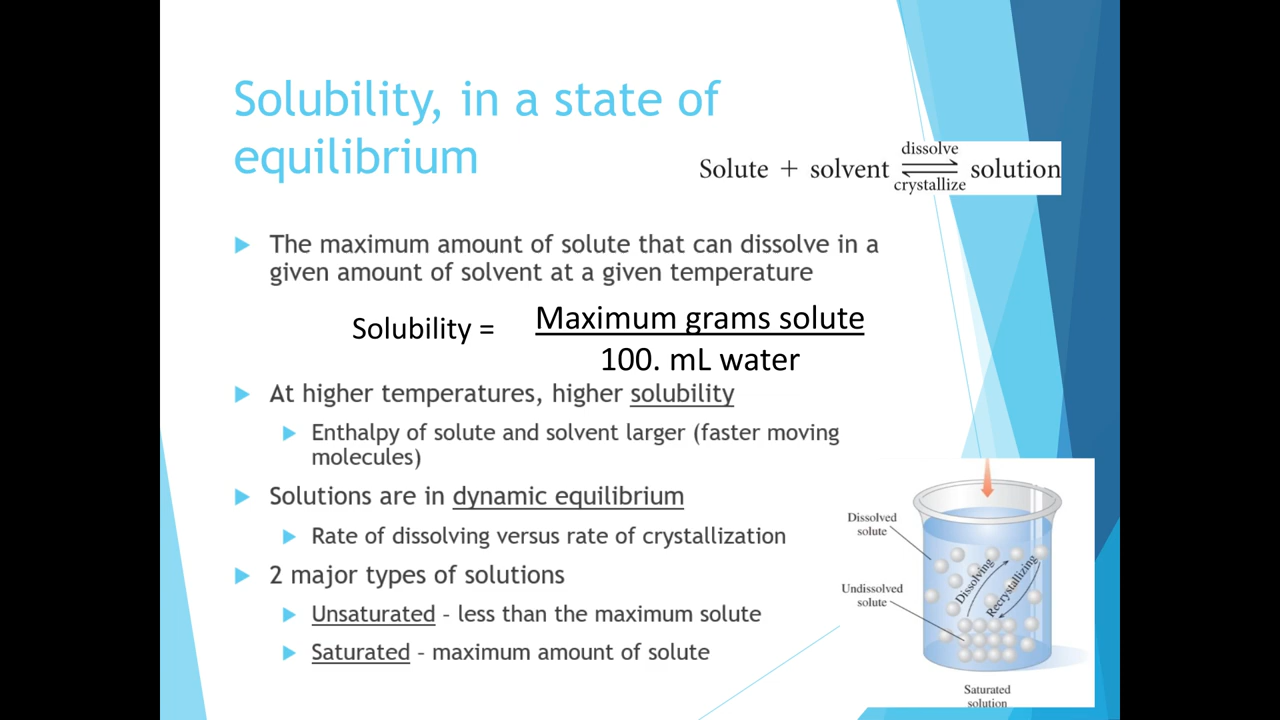 Solubility, in a state of
equilibrium
Solute + solvent ⇌ solution
dissolve
crystallize
The maximum amount of solute that can dissolve in a
given amount of solvent at a given temperature
Solubility =
Maximum grams solute
100. mL water
At higher temperatures, higher solubility
Enthalpy of solute and solvent larger (faster moving
molecules)
Solutions are in dynamic equilibrium
Rate of dissolving versus rate of crystallization
2 major types of solutions
Unsaturated – less than the maximum solute
Saturated – maximum amount of solute
Dissolved
solute
Undissolved
solute
Dissolving
Recrystallizing
Saturated
solution